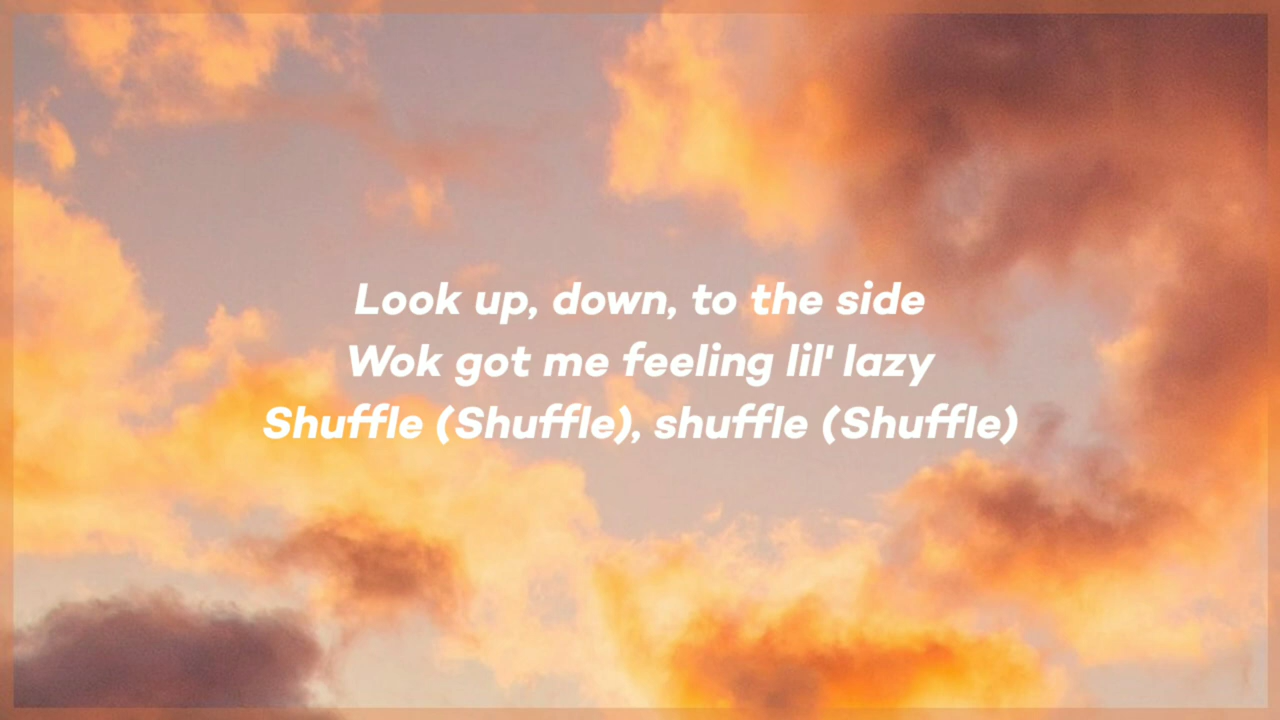 Look up, down, to the side
Wok got me feeling lil' lazy
Shuffle (Shuffle), shuffle (Shuffle)